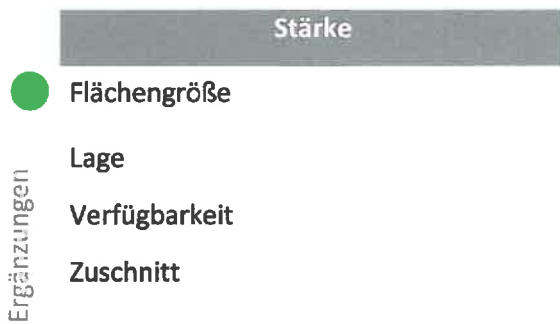 Stärke
Flächengröße
Lage
Verfügbarkeit
Zuschnitt
Ergänzungen